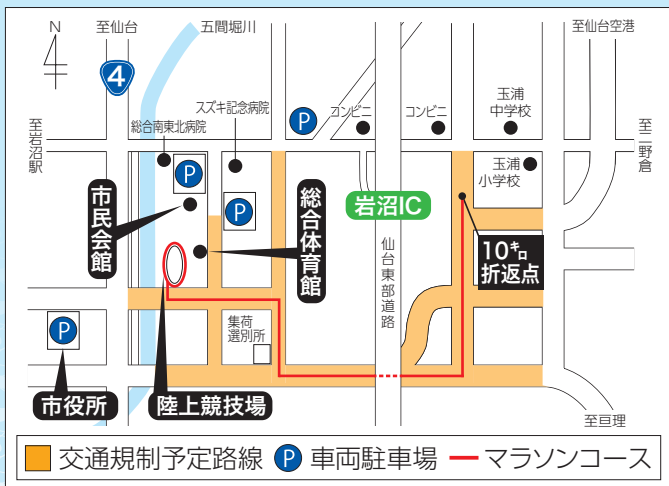 N
至仙台
五間堀川
至仙台空港
4
スズキ記念病院
P
コンビニ
コンビニ
玉浦
中学校
総合南東北病院
至岩沼駅
至二野倉
P
玉浦
小学校
市民会館
P
総合体育館
岩沼IC
仙台東部道路
10㌔
折返点
集荷
選別所
P
市役所
陸上競技場
至亘理
交通規制予定路線
P
車両駐車場
マラソンコース